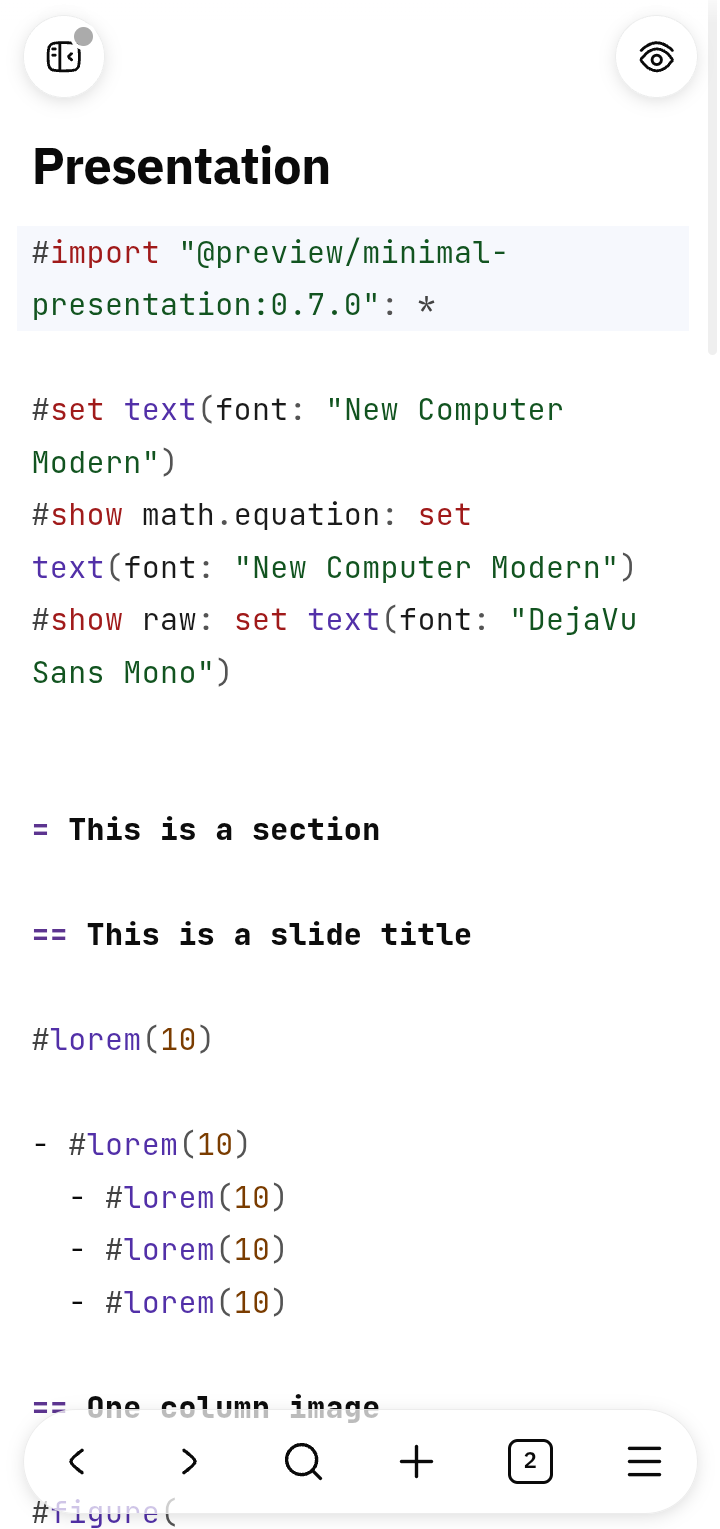 Presentation
#import "@preview/minimal-
presentation:0.7.0": *
#set text(font: "New Computer
Modern")
#show math.equation: set
text(font: "New Computer Modern")
#show raw: set text(font: "DejaVu
Sans Mono")
= This is a section
== This is a slide title
#lorem(10)
- #lorem(10)
  - #lorem(10)
  - #lorem(10)
  - #lorem(10)
== One column image
#figure(
2